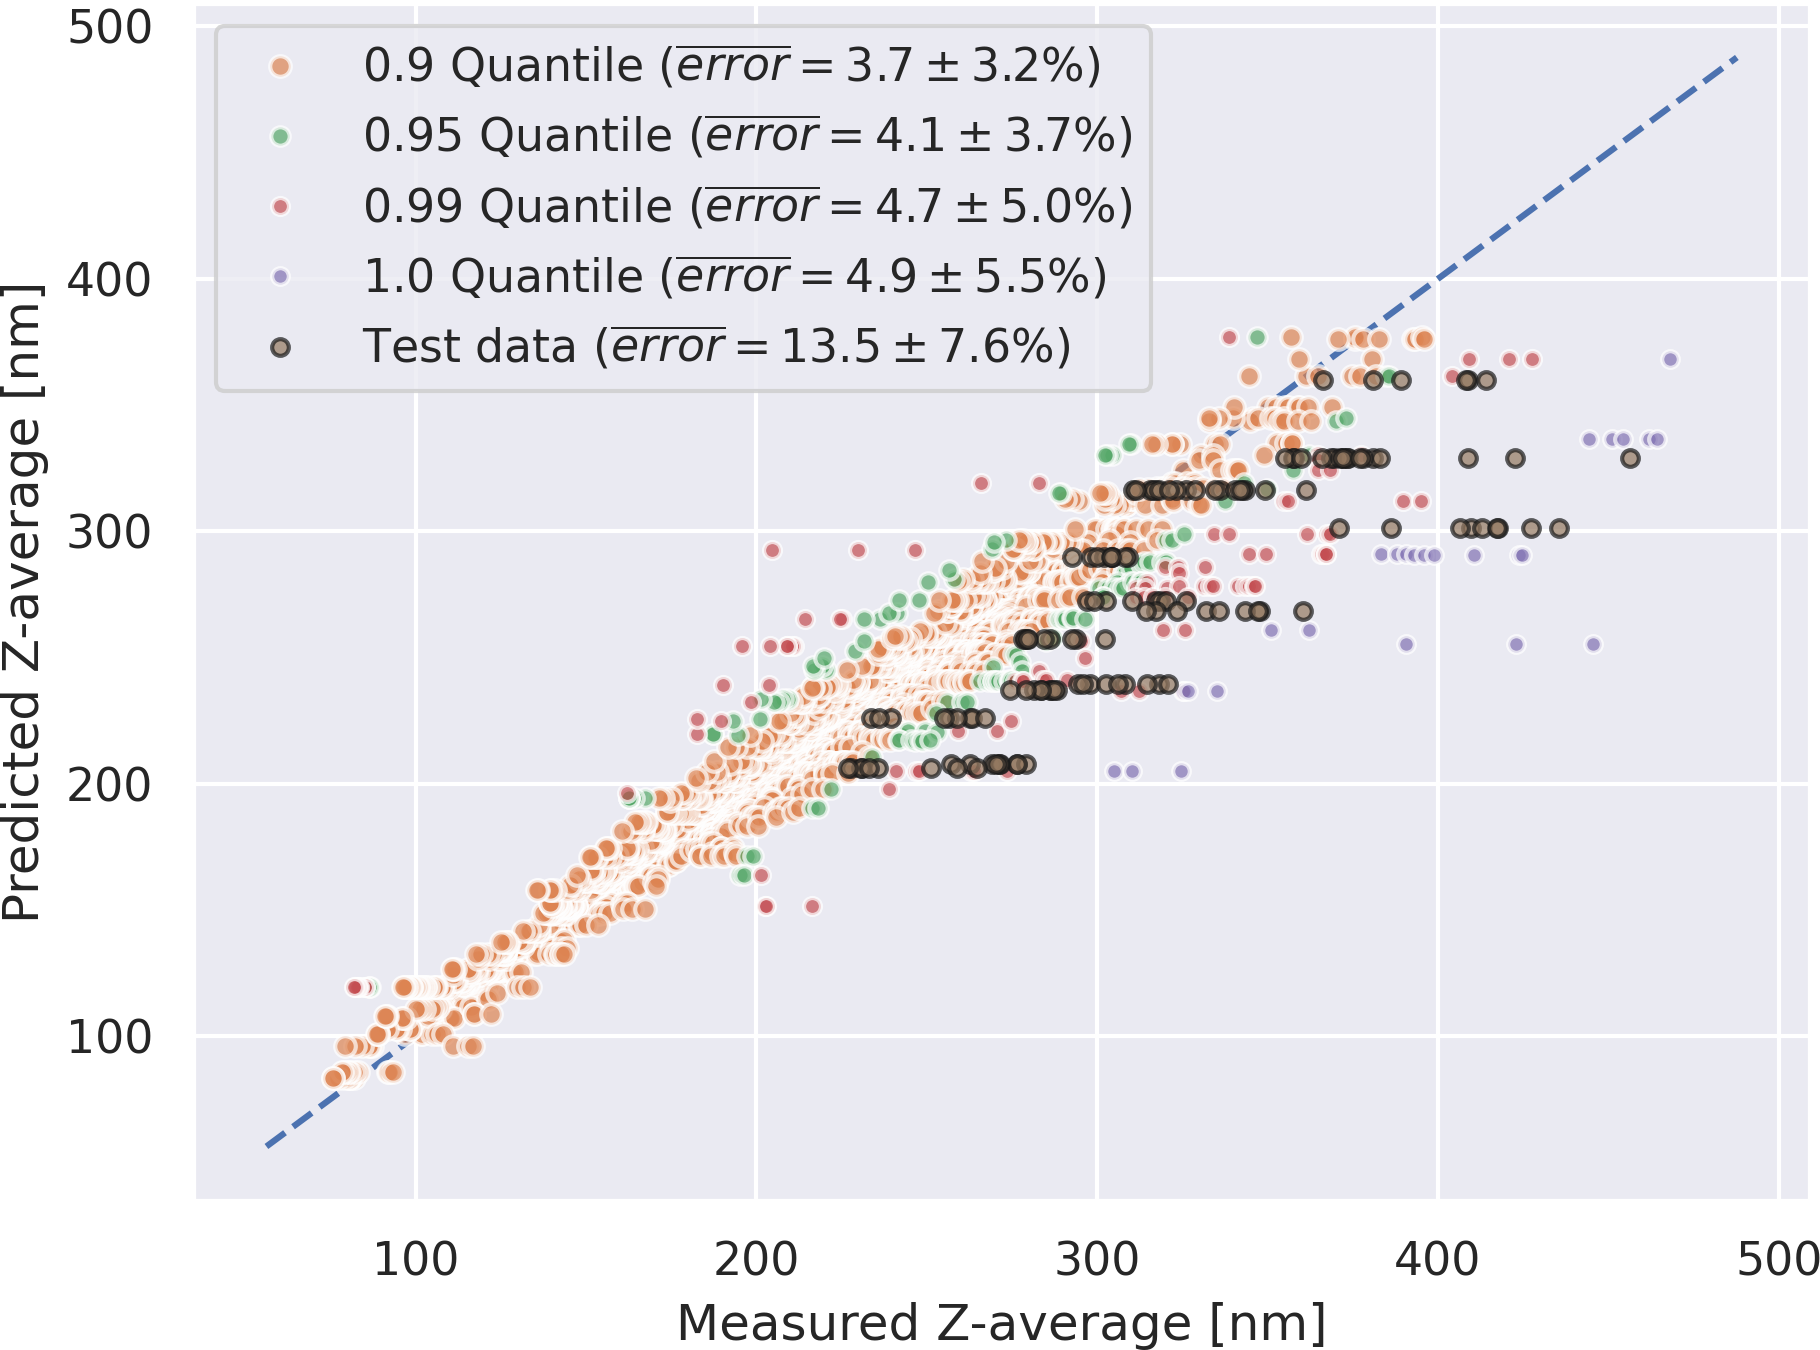 500
400
300
200
100
Predicted Z-average [nm]
0.9 Quantile (error = 3.7 ± 3.2%)
0.95 Quantile (error = 4.1 ± 3.7%)
0.99 Quantile (error = 4.7 ± 5.0%)
1.0 Quantile (error = 4.9 ± 5.5%)
Test data (error = 13.5 ± 7.6%)
100
200
300
400
500
Measured Z-average [nm]